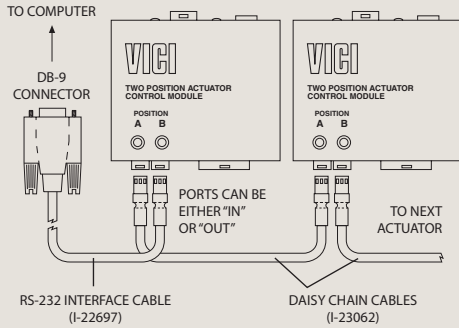 TO COMPUTER
DB-9
CONNECTOR
VICI
TWO POSITION ACTUATOR
CONTROL MODULE
POSITION
A B
VICI
TWO POSITION ACTUATOR
CONTROL MODULE
POSITION
A B
PORTS CAN BE
EITHER "IN"
OR "OUT"
TO NEXT
ACTUATOR
RS-232 INTERFACE CABLE
(I-22697)
DAISY CHAIN CABLES
(I-23062)